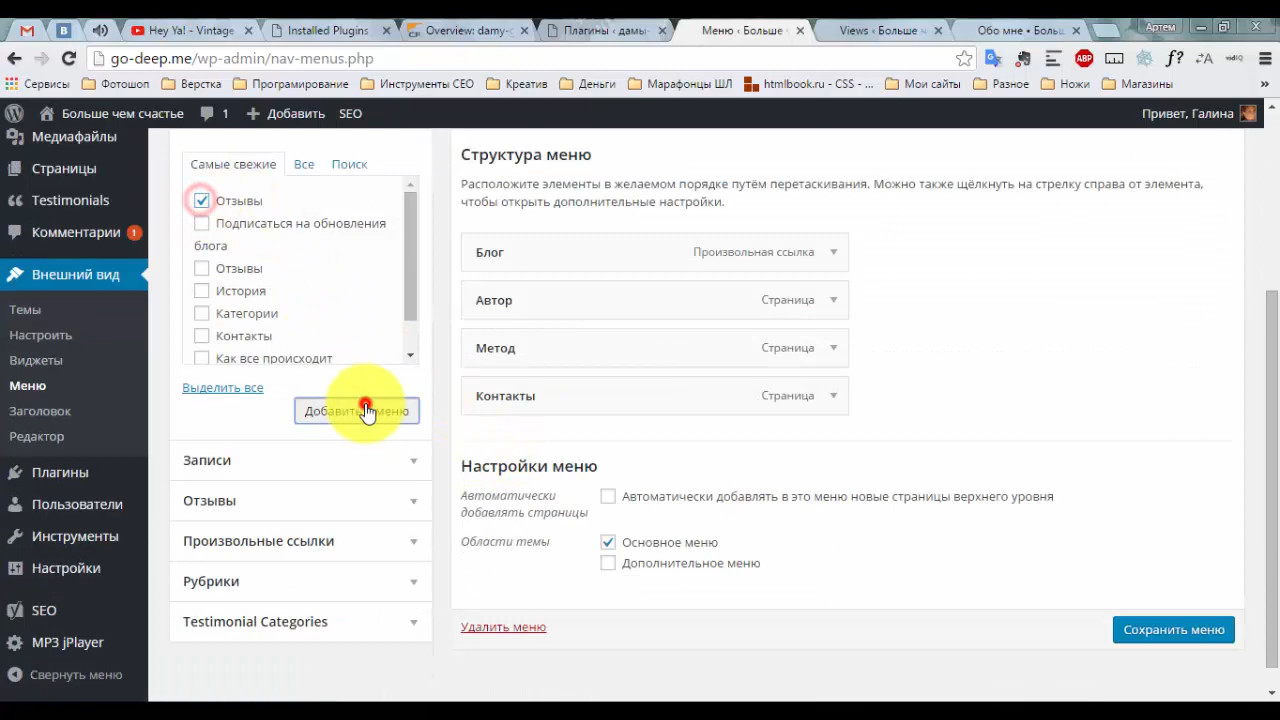 Hey Ya! - Vintage
Installed Plugins
Overview: damy-
Плагины ‹ дамы-
Меню ‹ Больше
Views ‹ Больше
Обо мне • Больш
Артем
go-deep.me/wp-admin/nav-menus.php
Сервисы
Фотошоп
Верстка
Программирование
Инструменты СЕО
Креатив
Деньги
Марафонцы ШЛ
htmlbook.ru - CSS - ...
Мои сайты
Разное
Ножи
Магазины
Больше чем счастье
1
Добавить
SEO
Привет, Галина
Медиафайлы
Страницы
Testimonials
Комментарии 1
Внешний вид
Темы
Настроить
Виджеты
Меню
Заголовок
Редактор
Плагины
Пользователи
Инструменты
Настройки
SEO
MP3 jPlayer
Свернуть меню
Самые свежие
Все
Поиск
Отзывы
Подписаться на обновления
блога
Отзывы
История
Категории
Контакты
Как все происходит
Выделить все
Добавить меню
Записи
Отзывы
Произвольные ссылки
Рубрики
Testimonial Categories
Структура меню
Расположите элементы в желаемом порядке путём перетаскивания. Можно также щёлкнуть на стрелку справа от элемента,
чтобы открыть дополнительные настройки.
Блог Произвольная ссылка
Автор Страница
Метод Страница
Контакты Страница
Настройки меню
Автоматически
добавлять страницы
Автоматически добавлять в это меню новые страницы верхнего уровня
Области темы
Основное меню
Дополнительное меню
Удалить меню
Сохранить меню